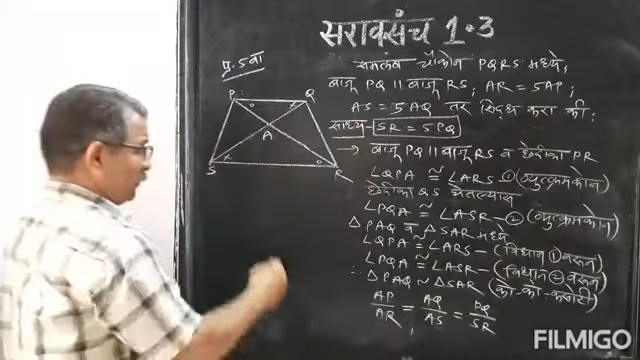 सरावसंच 1.3
प्र. 5वा
समलंब चौकोन PQRS मध्ये,
बाजू PQ || बाजू RS, AR = 5AP,
AS = 5AQ तर सिद्ध करा की,
साध्य - SR = 5PQ
P
Q
A
S
R
→ बाजू PQ || बाजू RS व छेदिका PR
∠QPA ≅ ∠ARS - ① (व्युत्क्रमकोन)
छेदिका QS घेतल्यास
∠PQA ≅ ∠ASR - ② (व्युत्क्रमकोन)
△PAQ व △SAR मध्ये
∠QPA ≅ ∠ARS - (विधान ① वरून)
∠PQA ≅ ∠ASR - (विधान ② वरून)
∴ △PAQ ~ △SAR (को-को-कसोटी)
AP/AR = AQ/AS = PQ/SR
MADE WITH
FILMIGO